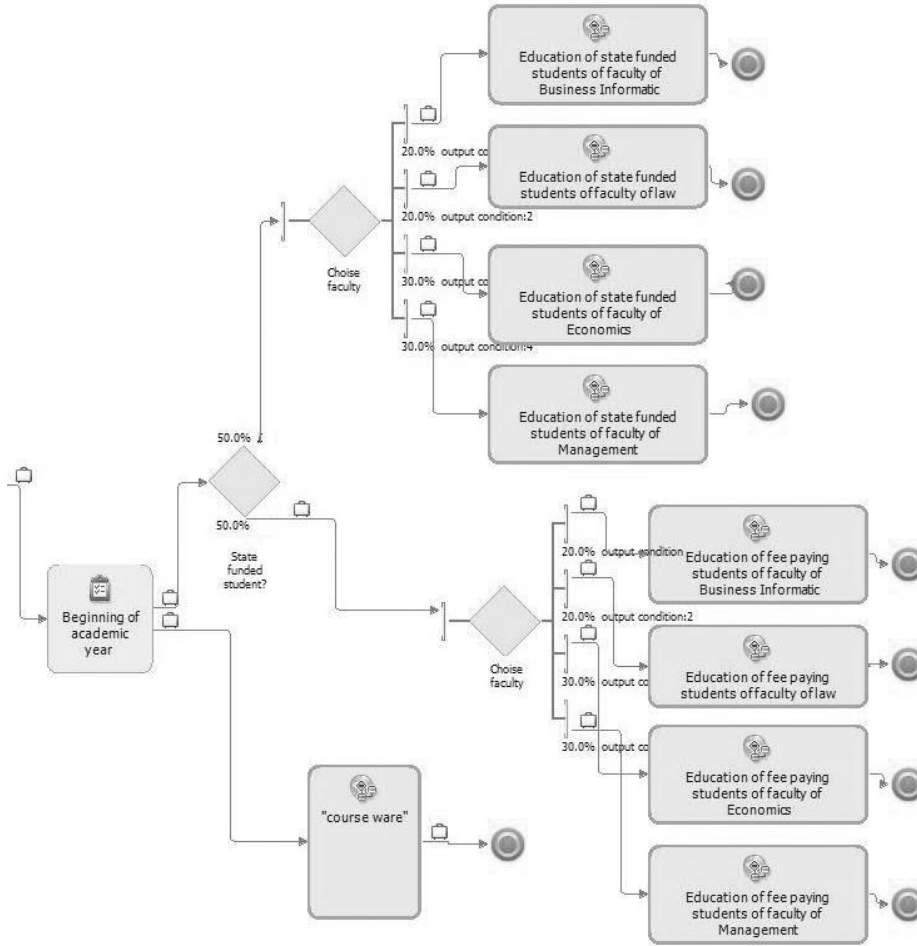 Education of state funded
students of faculty of
Business Informatic
20.0% output co
Education of state funded
students of faculty of law
20.0% output condition:2
Choise
faculty
30.0% output co
Education of state funded
students of faculty of
Economics
30.0% output condition:4
Education of state funded
students of faculty of
Management
50.0%
50.0%
State
funded
student?
Beginning of
academic
year
20.0% output condition
Education of fee paying
students of faculty of
Business Informatic
20.0% output condition:2
Choise
faculty
30.0% output co
Education of fee paying
students of faculty of law
30.0% output co
Education of fee paying
students of faculty of
Economics
"course ware"
Education of fee paying
students of faculty of
Management